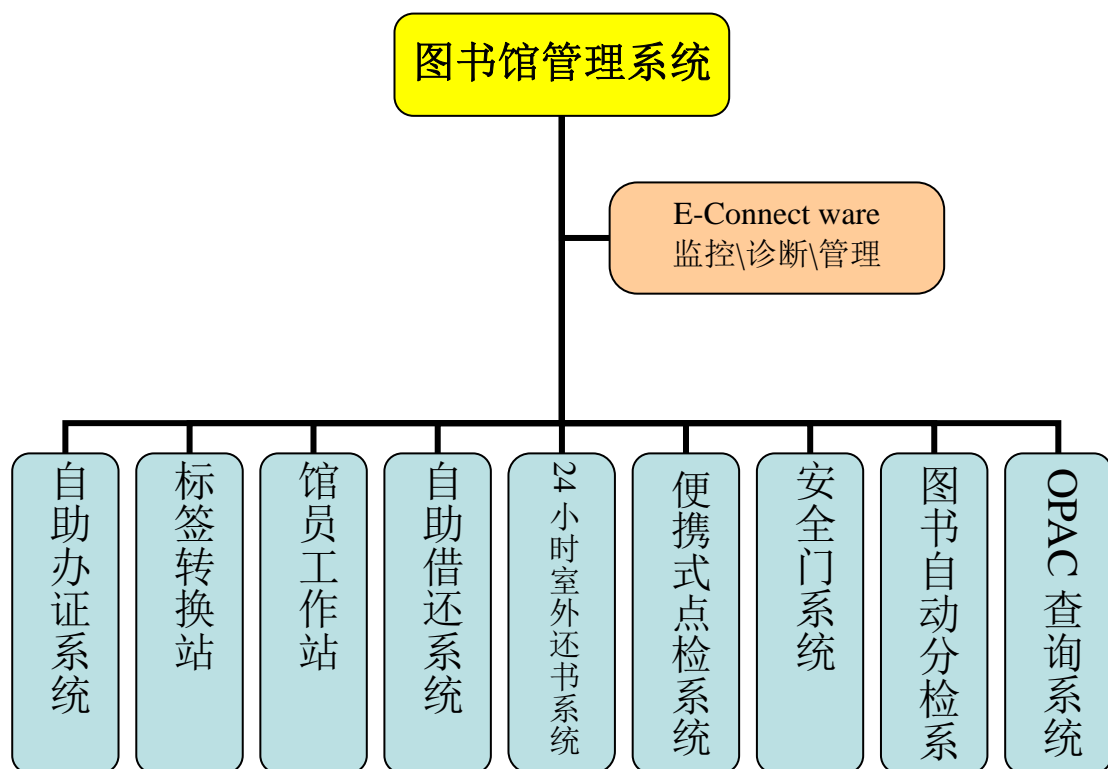 图书馆管理系统
E-Connect ware
监控\诊断\管理
自助办证系统
标签转换站
馆员工作站
自助借还系统
24 小时室外还书系统
便携式点检系统
安全门系统
图书自动分检系
OPAC 查询系统